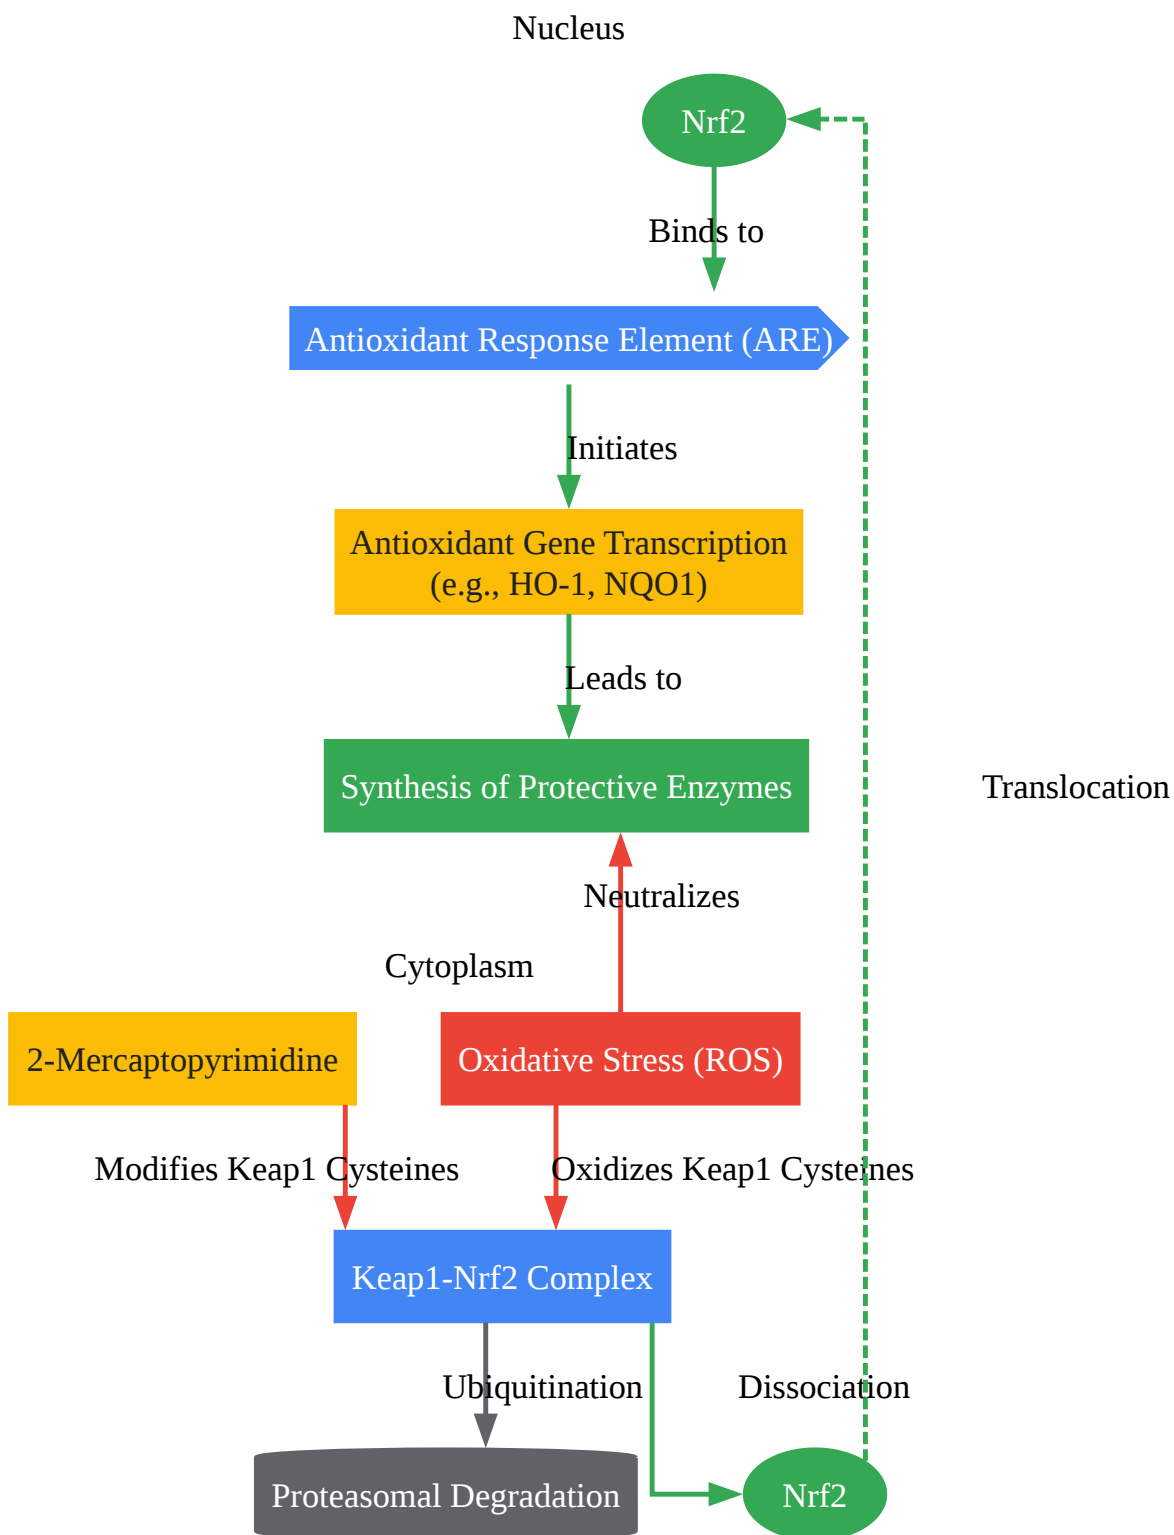 Nucleus
Nrf2
Binds to
Antioxidant Response Element (ARE)
Initiates
Antioxidant Gene Transcription
(e.g., HO-1, NQO1)
Leads to
Synthesis of Protective Enzymes
Translocation
Neutralizes
Cytoplasm
2-Mercaptopyrimidine
Oxidative Stress (ROS)
Modifies Keap1 Cysteines
Oxidizes Keap1 Cysteines
Keap1-Nrf2 Complex
Ubiquitination
Dissociation
Proteasomal Degradation
Nrf2